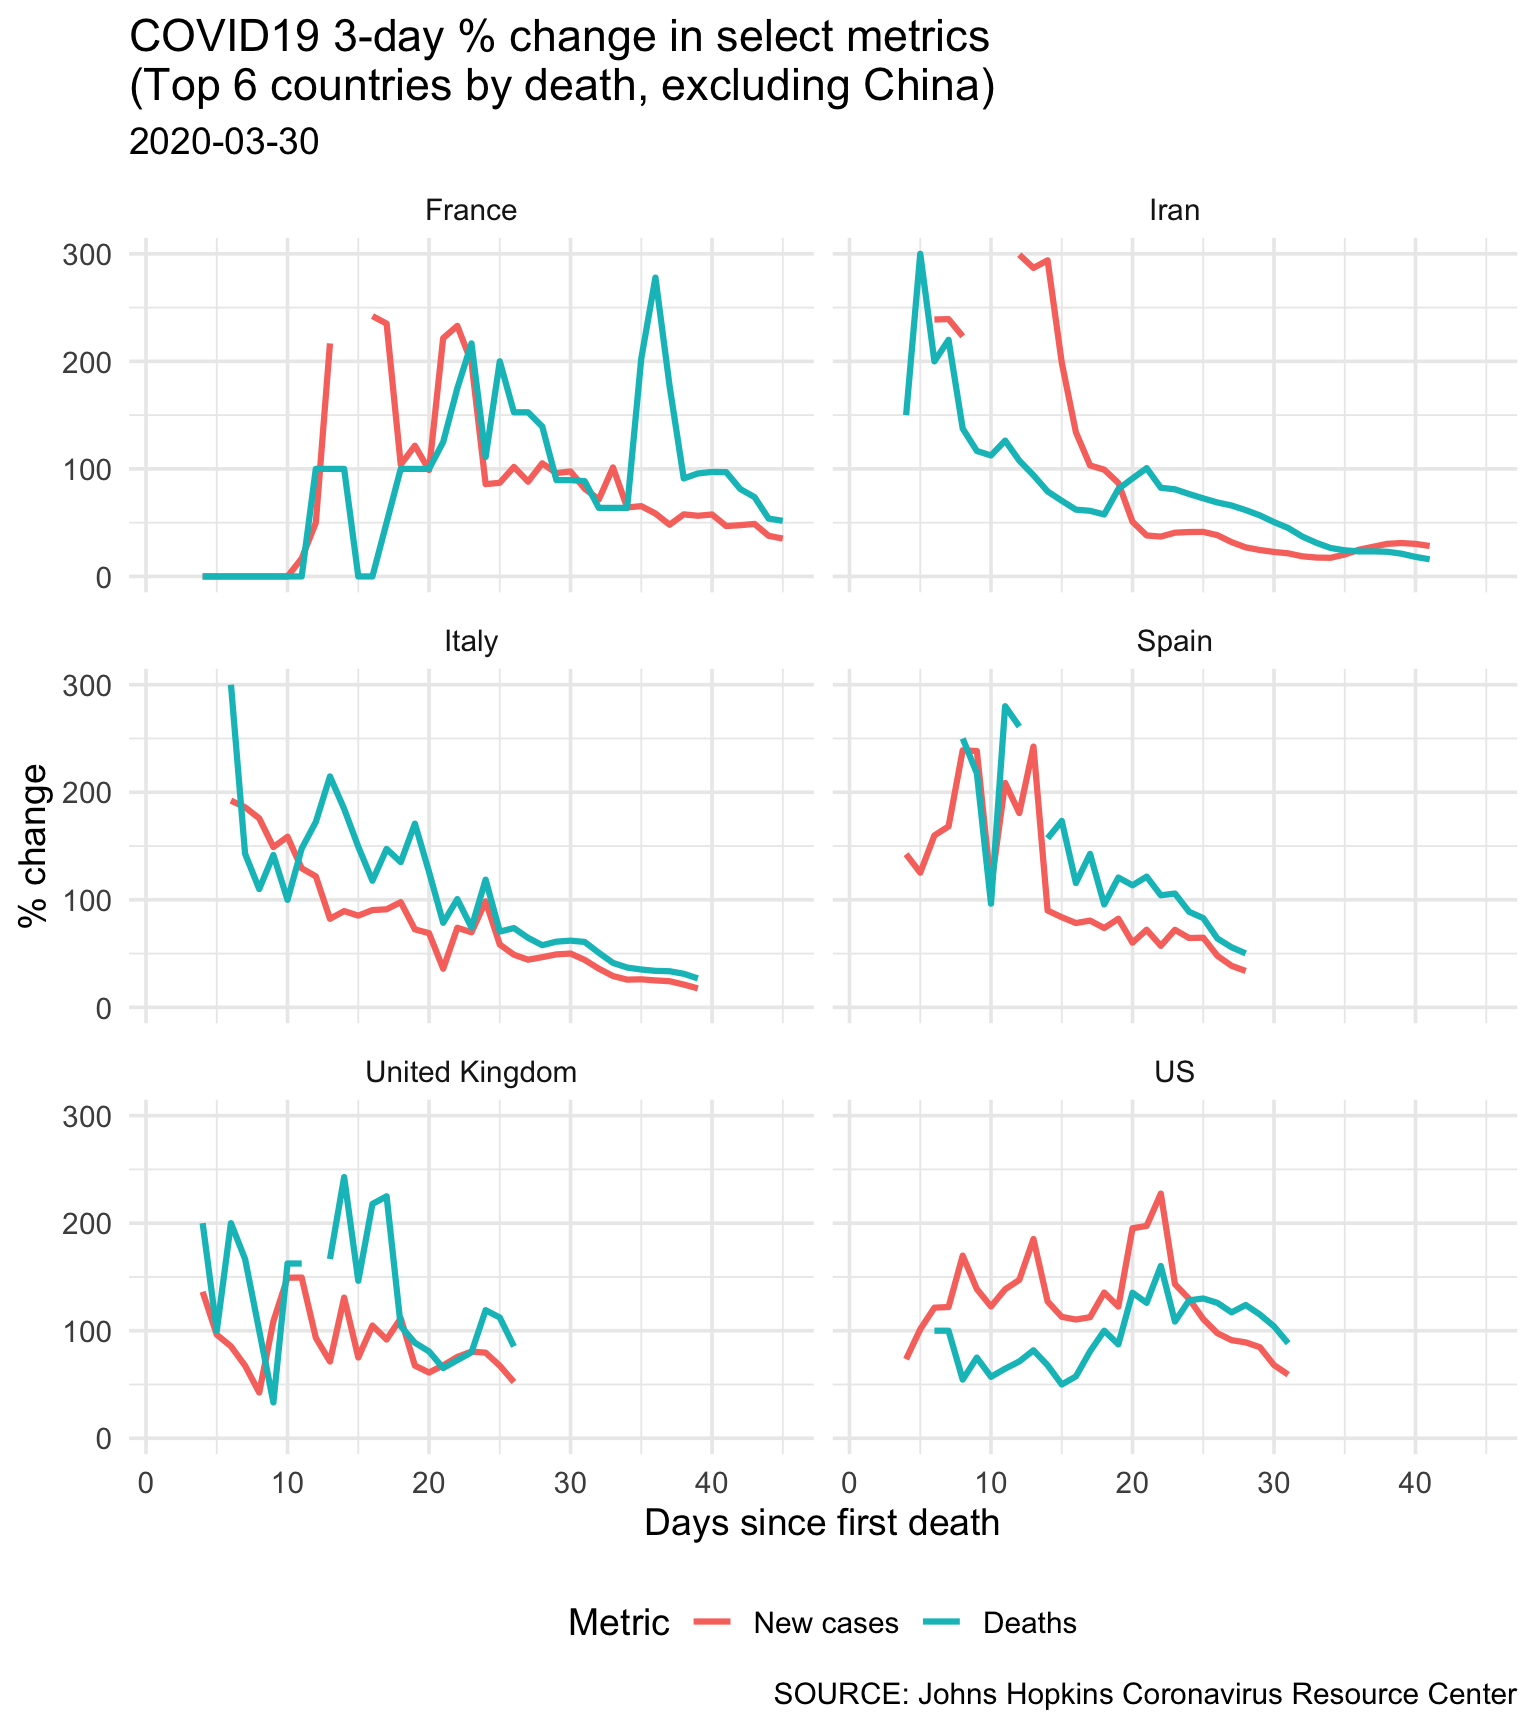 COVID19 3-day % change in select metrics
(Top 6 countries by death, excluding China)
2020-03-30
France
Iran
300
200
100
0
Italy
Spain
300
200
100
0
% change
United Kingdom
US
300
200
100
0
0 10 20 30 40
0 10 20 30 40
Days since first death
Metric New cases Deaths
SOURCE: Johns Hopkins Coronavirus Resource Center